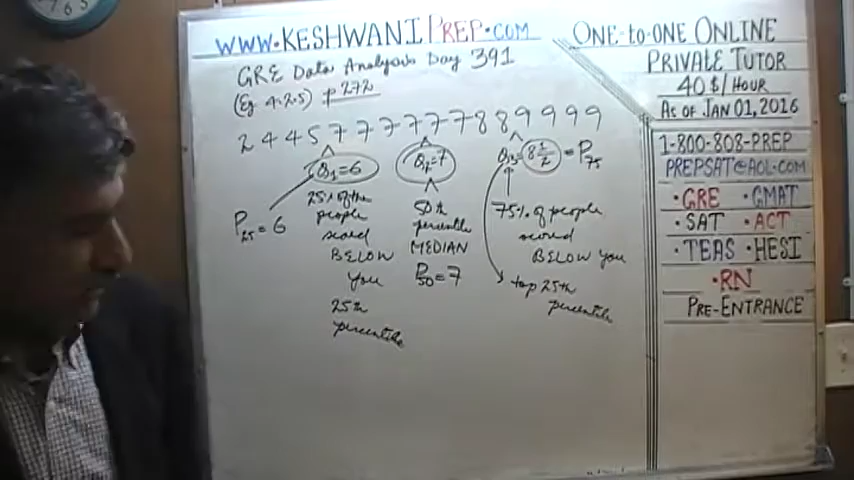 WWW.KESHWANIPREP.COM
GRE Data Analysis Day 391
(Eg 4.2.5) p 272
2 4 4 5 7 7 7 7 7 7 8 8 9 9 9 9
Q1=6
Q2=7
Q3= 8 1/2 = P75
P25 = 6
25% of the
people
scored
BELOW
you
25th
percentile
50th
percentile
MEDIAN
P50 = 7
75% of people
scored
BELOW you
top 25th
percentile
ONE-to-ONE ONLINE
PRIVATE TUTOR
40 $/HOUR
AS OF JAN 01, 2016
1-800-808-PREP
PREPSAT@AOL.COM
•GRE •GMAT
•SAT •ACT
•TEAS •HESI
•RN
PRE-ENTRANCE